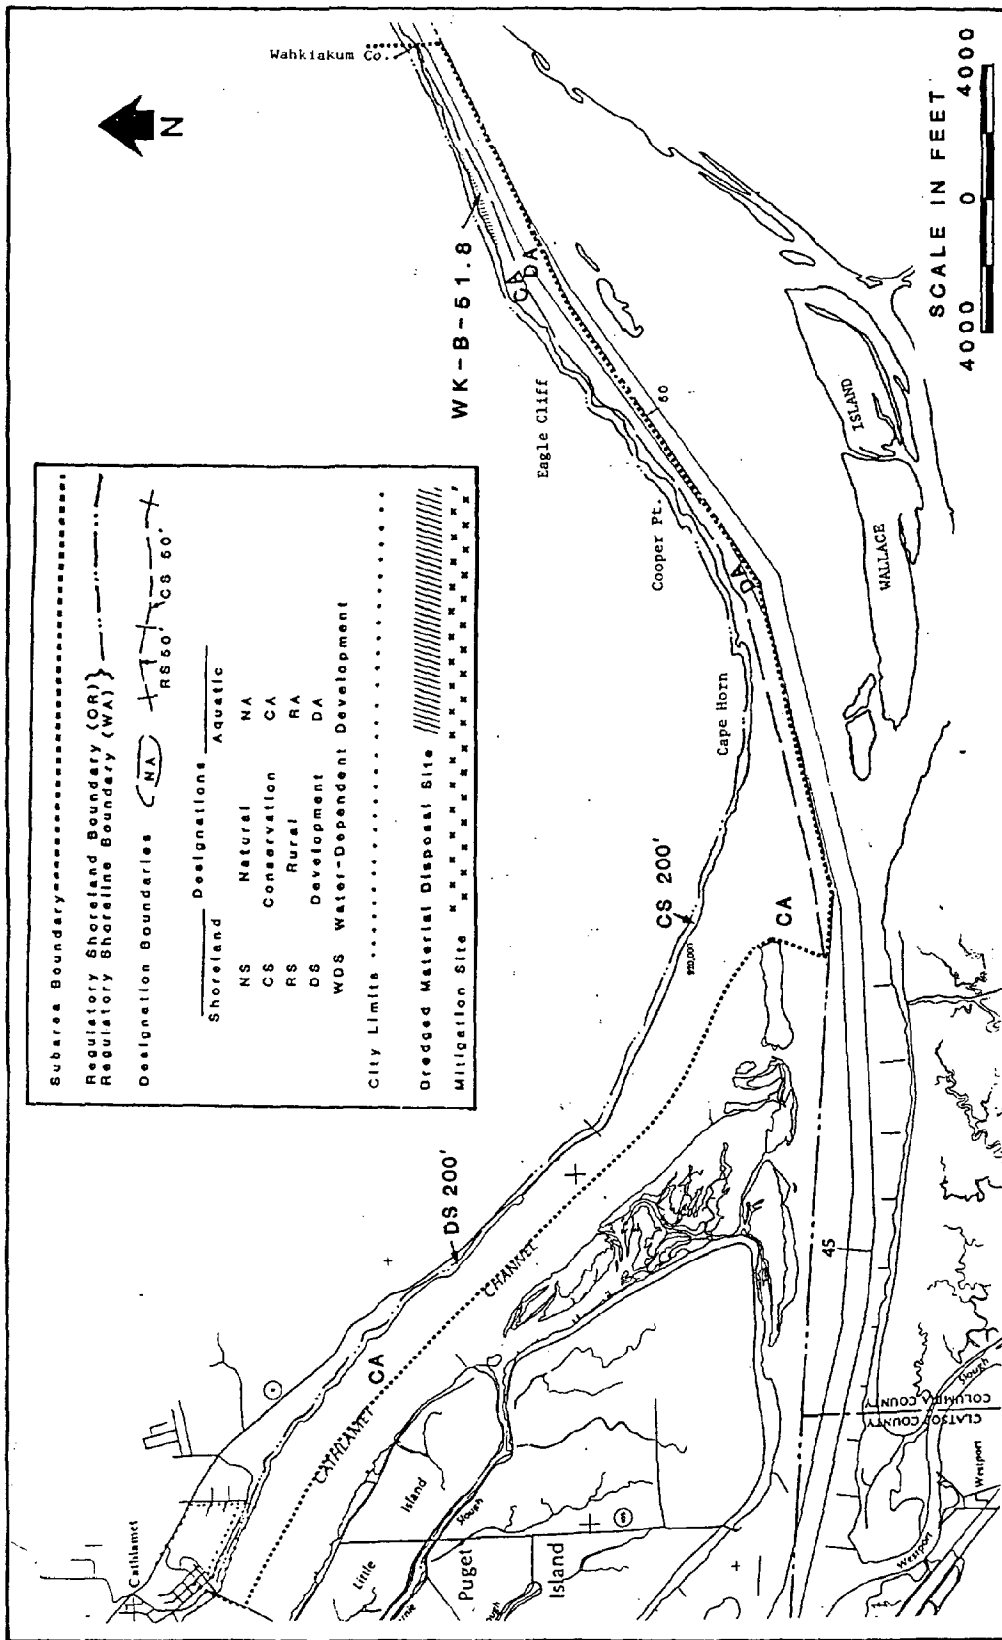 Subarea Boundary
Regulatory Shoreland Boundary (OR)}
Regulatory Shoreline Boundary (WA)}
Designation Boundaries NA RS 50' CS 50'
Designations
Shoreland Aquatic
NS Natural NA
CS Conservation CA
RS Rural RA
DS Development DA
WDS Water-Dependent Development
City Limits
Dredged Material Disposal Site
Mitigation Site
Wahkiakum Co.
N
WK-B-51.8
CA
DA
Eagle Cliff
50
Cooper Pt.
DA
Cape Horn
CS 200'
920,000
CA
DS 200'
CATHLAMET CHANNEL
CA
Cathlamet
Little
Island
Slough
Puget
Island
45
WALLACE
ISLAND
CLATSOP COUNTY
COLUMBIA COUNTY
Westport
Slough
Westport
SCALE IN FEET
4000 0 4000